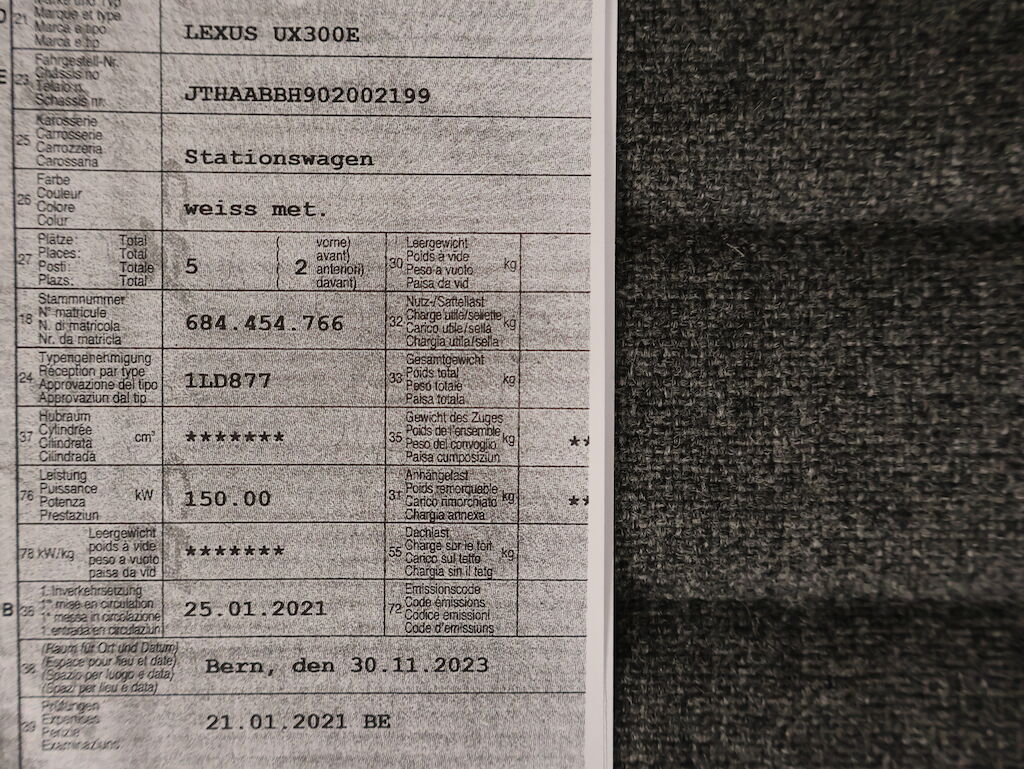 21
Marque et type
Marca e tipo
Marca e tip
LEXUS UX300E
E
23
Fahrgestell-Nr.
Châssis no
Telaio n.
Schassis nr.
JTHAABBH902002199
25
Karosserie
Carrosserie
Carrozzeria
Carossaria
Stationswagen
26
Farbe
Couleur
Colore
Colur
weiss met.
27
Plätze: Total
Places: Total
Posti: Totale
Plazs: Total
5
( vorne)
( 2 avant)
( anteriori)
( davant)
30
Leergewicht
Poids à vide
Peso a vuoto
Paisa da vid
kg
18
Stammnummer
N° matricule
N. di matricola
Nr. da matricla
684.454.766
32
Nutz-/Sattellast
Charge utile/sellette
Carico utile/sella
Chargia utila/sella
kg
24
Typengenehmigung
Réception par type
Approvazione del tipo
Approvaziun dal tip
1LD877
33
Gesamtgewicht
Poids total
Peso totale
Paisa totala
kg
37
Hubraum
Cylindrée
Cilindrata
Cilindrada
cm³
*******
35
Gewicht des Zuges
Poids de l'ensemble
Peso del convoglio
Paisa cumposiziun
kg
**
76
Leistung
Puissance
Potenza
Prestaziun
kW
150.00
31
Anhängelast
Poids remorquable
Carico rimorchiato
Chargia annexa
kg
**
78 kW/kg
Leergewicht
poids à vide
peso a vuoto
paisa da vid
*******
55
Dachlast
Charge sur le toit
Carico sul tetto
Chargia sin il tetg
kg
B
36
1. Inverkehrsetzung
1re mise en circulation
1a messa in circolazione
1. entrada en circulaziun
25.01.2021
72
Emissionscode
Code émissions
Codice emissioni
Code d'emissiuns
38
(Raum für Ort und Datum)
(Espace pour lieu et date)
(Spazio per luogo e data)
(Spazi per lieu e data)
Bern, den 30.11.2023
39
Prüfungen
Expertises
Perizie
Examinaziuns
21.01.2021 BE